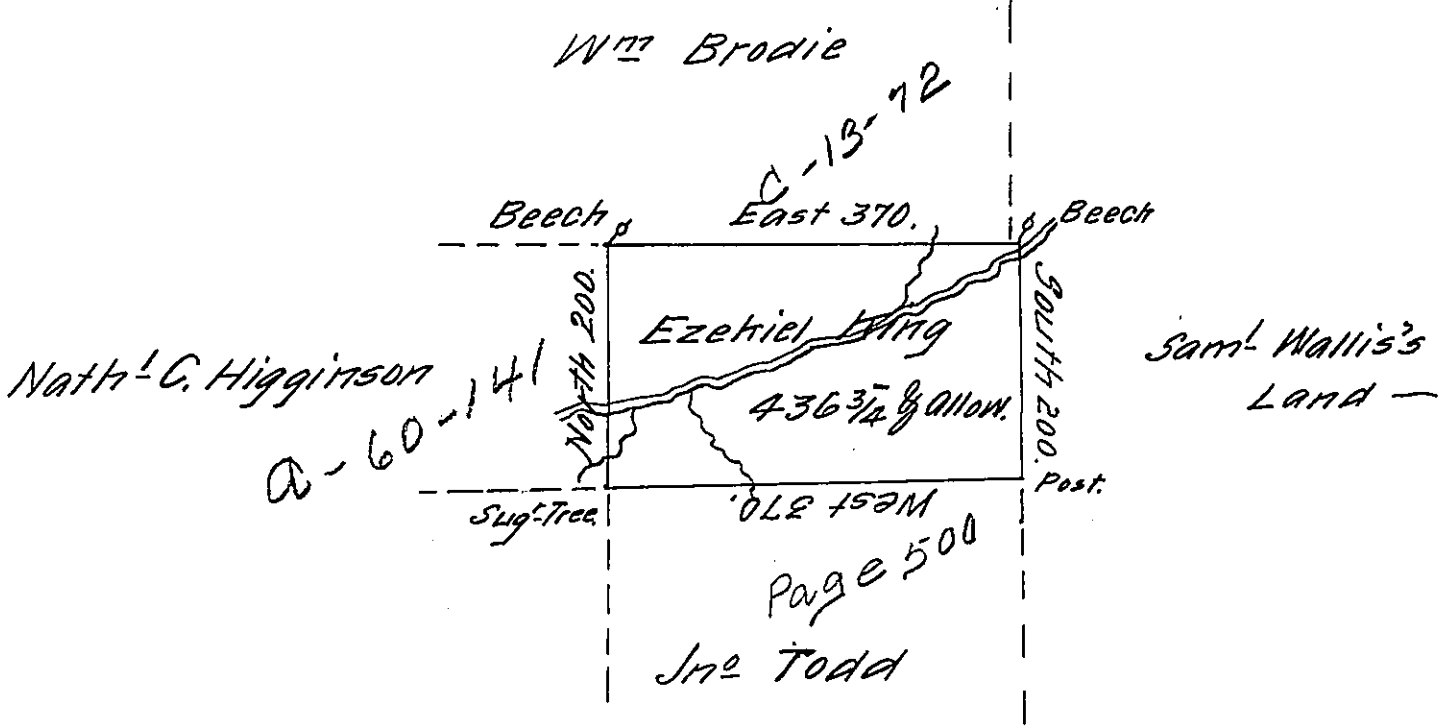 Wm Brodie
C-13-72
Beech
East 370.
Beech
North 200.
Ezekiel King
436 3/4 & allow.
South 200.
Nathl C. Higginson
a-60-141
Saml Wallis's
Land —
Sugr Tree
West 370.
Post.
Page 500
Jno Todd